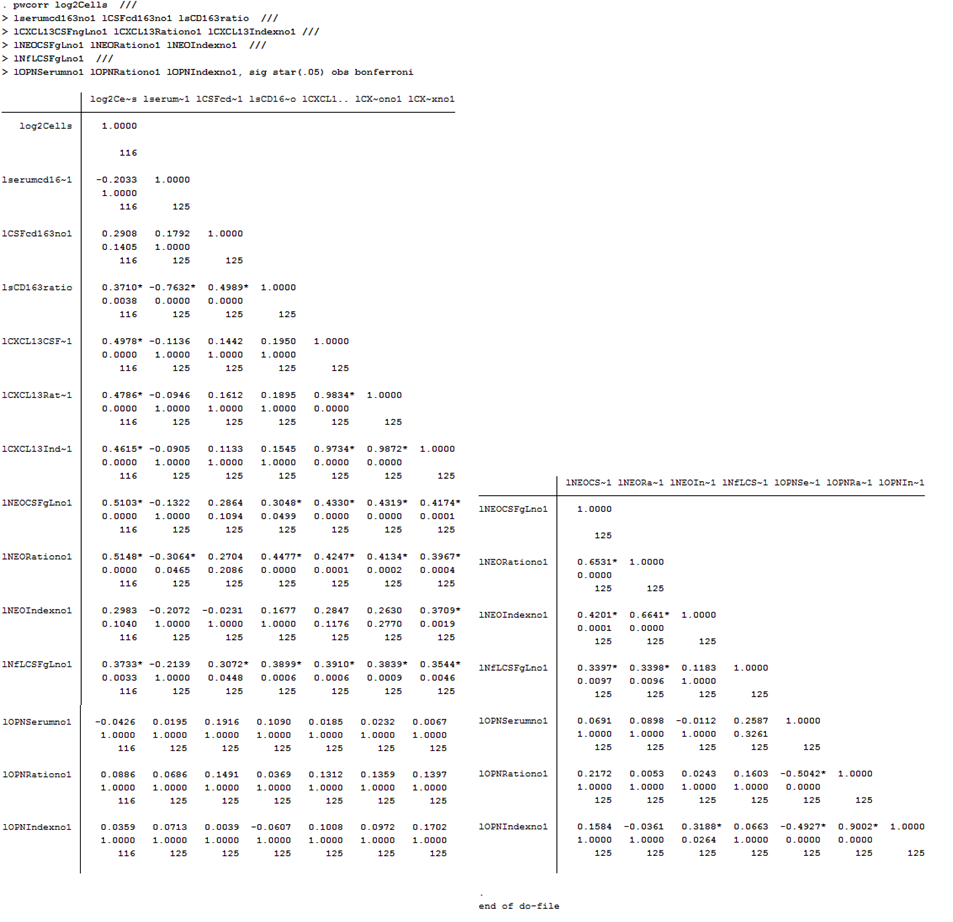 . pwcorr log2Cells  ///
> lserumcd163no1 lCSFcd163no1 lsCD163ratio  ///
> lCXCL13CSFngLno1 lCXCL13Rationo1 lCXCL13Indexno1 ///
> lNEOCSFgLno1 lNEORationo1 lNEOIndexno1  ///
> lNfLCSFgLno1  ///
> lOPNSerumno1 lOPNRationo1 lOPNIndexno1, sig star(.05) obs bonferroni
log2Ce~s lserum~1 lCSFcd~1 lsCD16~o lCXCL1.. lCX~ono1 lCX~xno1
log2Cells 1.0000
116
lserumcd16~1 -0.2033 1.0000
1.0000
116 125
lCSFcd163no1 0.2908 0.1792 1.0000
0.1405 1.0000
116 125 125
lsCD163ratio 0.3710* -0.7632* 0.4989* 1.0000
0.0038 0.0000 0.0000
116 125 125 125
lCXCL13CSF~1 0.4978* -0.1136 0.1442 0.1950 1.0000
0.0000 1.0000 1.0000 1.0000
116 125 125 125 125
lCXCL13Rat~1 0.4786* -0.0946 0.1612 0.1895 0.9834* 1.0000
0.0000 1.0000 1.0000 1.0000 0.0000
116 125 125 125 125 125
lCXCL13Ind~1 0.4615* -0.0905 0.1133 0.1545 0.9734* 0.9872* 1.0000
0.0000 1.0000 1.0000 1.0000 0.0000 0.0000
116 125 125 125 125 125 125
lNEOCSFgLno1 0.5103* -0.1322 0.2864 0.3048* 0.4330* 0.4319* 0.4174*
0.0000 1.0000 0.1094 0.0499 0.0000 0.0000 0.0001
116 125 125 125 125 125 125
lNEORationo1 0.5148* -0.3064* 0.2704 0.4477* 0.4247* 0.4134* 0.3967*
0.0000 0.0465 0.2086 0.0000 0.0001 0.0002 0.0004
116 125 125 125 125 125 125
lNEOIndexno1 0.2983 -0.2072 -0.0231 0.1677 0.2847 0.2630 0.3709*
0.1040 1.0000 1.0000 1.0000 0.1176 0.2770 0.0019
116 125 125 125 125 125 125
lNfLCSFgLno1 0.3733* -0.2139 0.3072* 0.3899* 0.3910* 0.3839* 0.3544*
0.0033 1.0000 0.0448 0.0006 0.0006 0.0009 0.0046
116 125 125 125 125 125 125
lOPNSerumno1 -0.0426 0.0195 0.1916 0.1090 0.0185 0.0232 0.0067
1.0000 1.0000 1.0000 1.0000 1.0000 1.0000 1.0000
116 125 125 125 125 125 125
lOPNRationo1 0.0886 0.0686 0.1491 0.0369 0.1312 0.1359 0.1397
1.0000 1.0000 1.0000 1.0000 1.0000 1.0000 1.0000
116 125 125 125 125 125 125
lOPNIndexno1 0.0359 0.0713 0.0039 -0.0607 0.1008 0.0972 0.1702
1.0000 1.0000 1.0000 1.0000 1.0000 1.0000 1.0000
116 125 125 125 125 125 125
lNEOCS~1 lNEORa~1 lNEOIn~1 lNfLCS~1 lOPNSe~1 lOPNRa~1 lOPNIn~1
lNEOCSFgLno1 1.0000
125
lNEORationo1 0.6531* 1.0000
0.0000
125 125
lNEOIndexno1 0.4201* 0.6641* 1.0000
0.0001 0.0000
125 125 125
lNfLCSFgLno1 0.3397* 0.3398* 0.1183 1.0000
0.0097 0.0096 1.0000
125 125 125 125
lOPNSerumno1 0.0691 0.0898 -0.0112 0.2587 1.0000
1.0000 1.0000 1.0000 0.3261
125 125 125 125 125
lOPNRationo1 0.2172 0.0053 0.0243 0.1603 -0.5042* 1.0000
1.0000 1.0000 1.0000 1.0000 0.0000
125 125 125 125 125 125
lOPNIndexno1 0.1584 -0.0361 0.3188* 0.0663 -0.4927* 0.9002* 1.0000
1.0000 1.0000 0.0264 1.0000 0.0000 0.0000
125 125 125 125 125 125 125
.
end of do-file